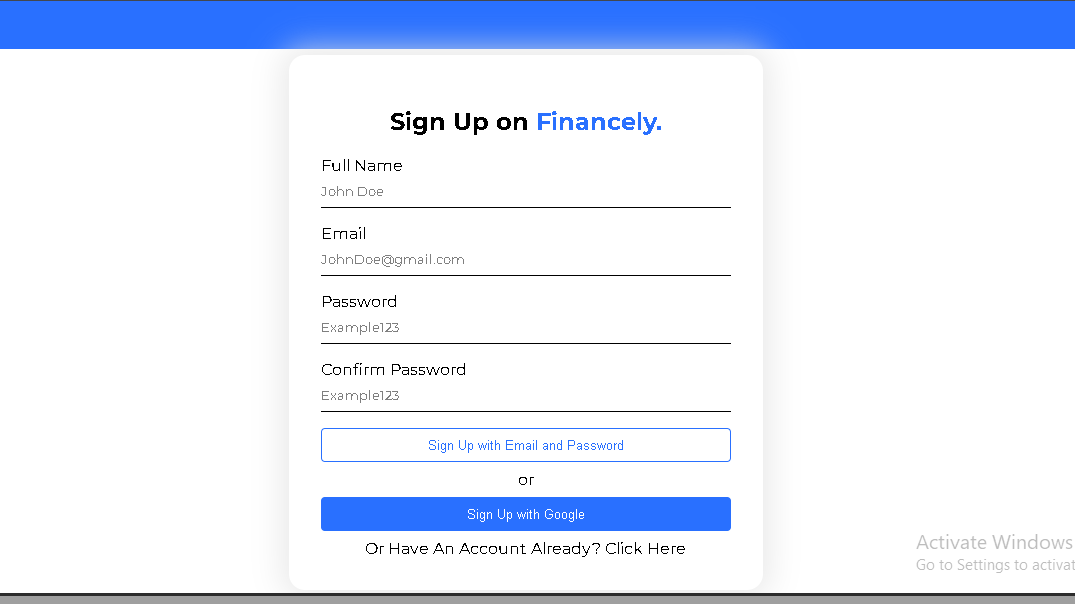 Sign Up on Financely.
Full Name
John Doe
Email
JohnDoe@gmail.com
Password
Example123
Confirm Password
Example123
Sign Up with Email and Password
or
Sign Up with Google
Or Have An Account Already? Click Here
Activate Windows
Go to Settings to activat